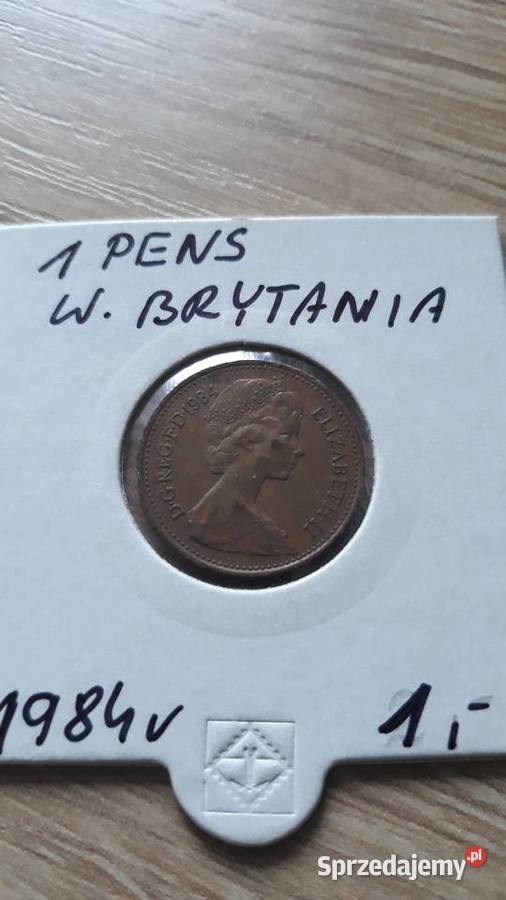 1 PENS
W. BRYTANIA
D·G·REG·F·D·1984 ELIZABETH II
1984r
1,-
Sprzedajemy.pl